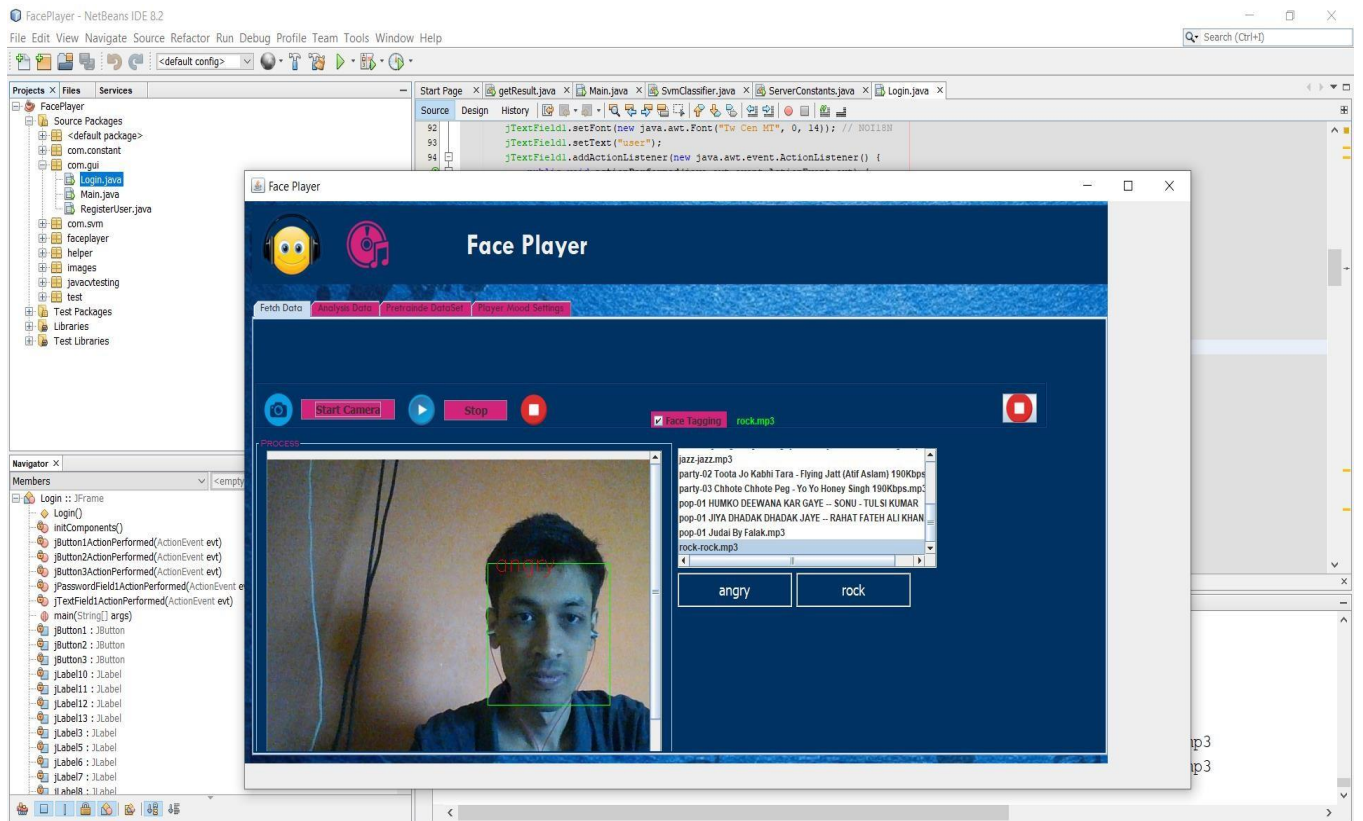 FacePlayer - NetBeans IDE 8.2
File Edit View Navigate Source Refactor Run Debug Profile Team Tools Window Help
Search (Ctrl+I)
<default config>
Projects Files Services
FacePlayer
Source Packages
<default package>
com.constant
com.gui
Login.java
Main.java
RegisterUser.java
com.svm
faceplayer
helper
images
javacvtesting
test
Test Packages
Libraries
Test Libraries
Start Page getResult.java Main.java SvmClassifier.java ServerConstants.java Login.java
Source Design History
92 jTextField1.setFont(new java.awt.Font("Tw Cen MT", 0, 14)); // NOI18N
93 jTextField1.setText("user");
94 jTextField1.addActionListener(new java.awt.event.ActionListener() {
Face Player
Face Player
Fetch Data Analysis Data Pretrainde DataSet Player Mood Settings
Start Camera Stop
Face Tagging rock.mp3
Process
angry
jazz-jazz.mp3
party-02 Toota Jo Kabhi Tara - Flying Jatt (Atif Aslam) 190Kbps
party-03 Chhote Chhote Peg - Yo Yo Honey Singh 190Kbps.mp3
pop-01 HUMKO DEEWANA KAR GAYE -- SONU - TULSI KUMAR
pop-01 JIYA DHADAK DHADAK JAYE -- RAHAT FATEH ALI KHAN
pop-01 Judai By Falak.mp3
rock-rock.mp3
angry rock
Navigator
Members <empty
Login :: JFrame
Login()
initComponents()
jButton1ActionPerformed(ActionEvent evt)
jButton2ActionPerformed(ActionEvent evt)
jButton3ActionPerformed(ActionEvent evt)
jPasswordField1ActionPerformed(ActionEvent e
jTextField1ActionPerformed(ActionEvent evt)
main(String[] args)
jButton1 : JButton
jButton2 : JButton
jButton3 : JButton
jLabel10 : JLabel
jLabel11 : JLabel
jLabel12 : JLabel
jLabel13 : JLabel
jLabel3 : JLabel
jLabel5 : JLabel
jLabel6 : JLabel
jLabel7 : JLabel
jLabel8 : JLabel
mp3
mp3